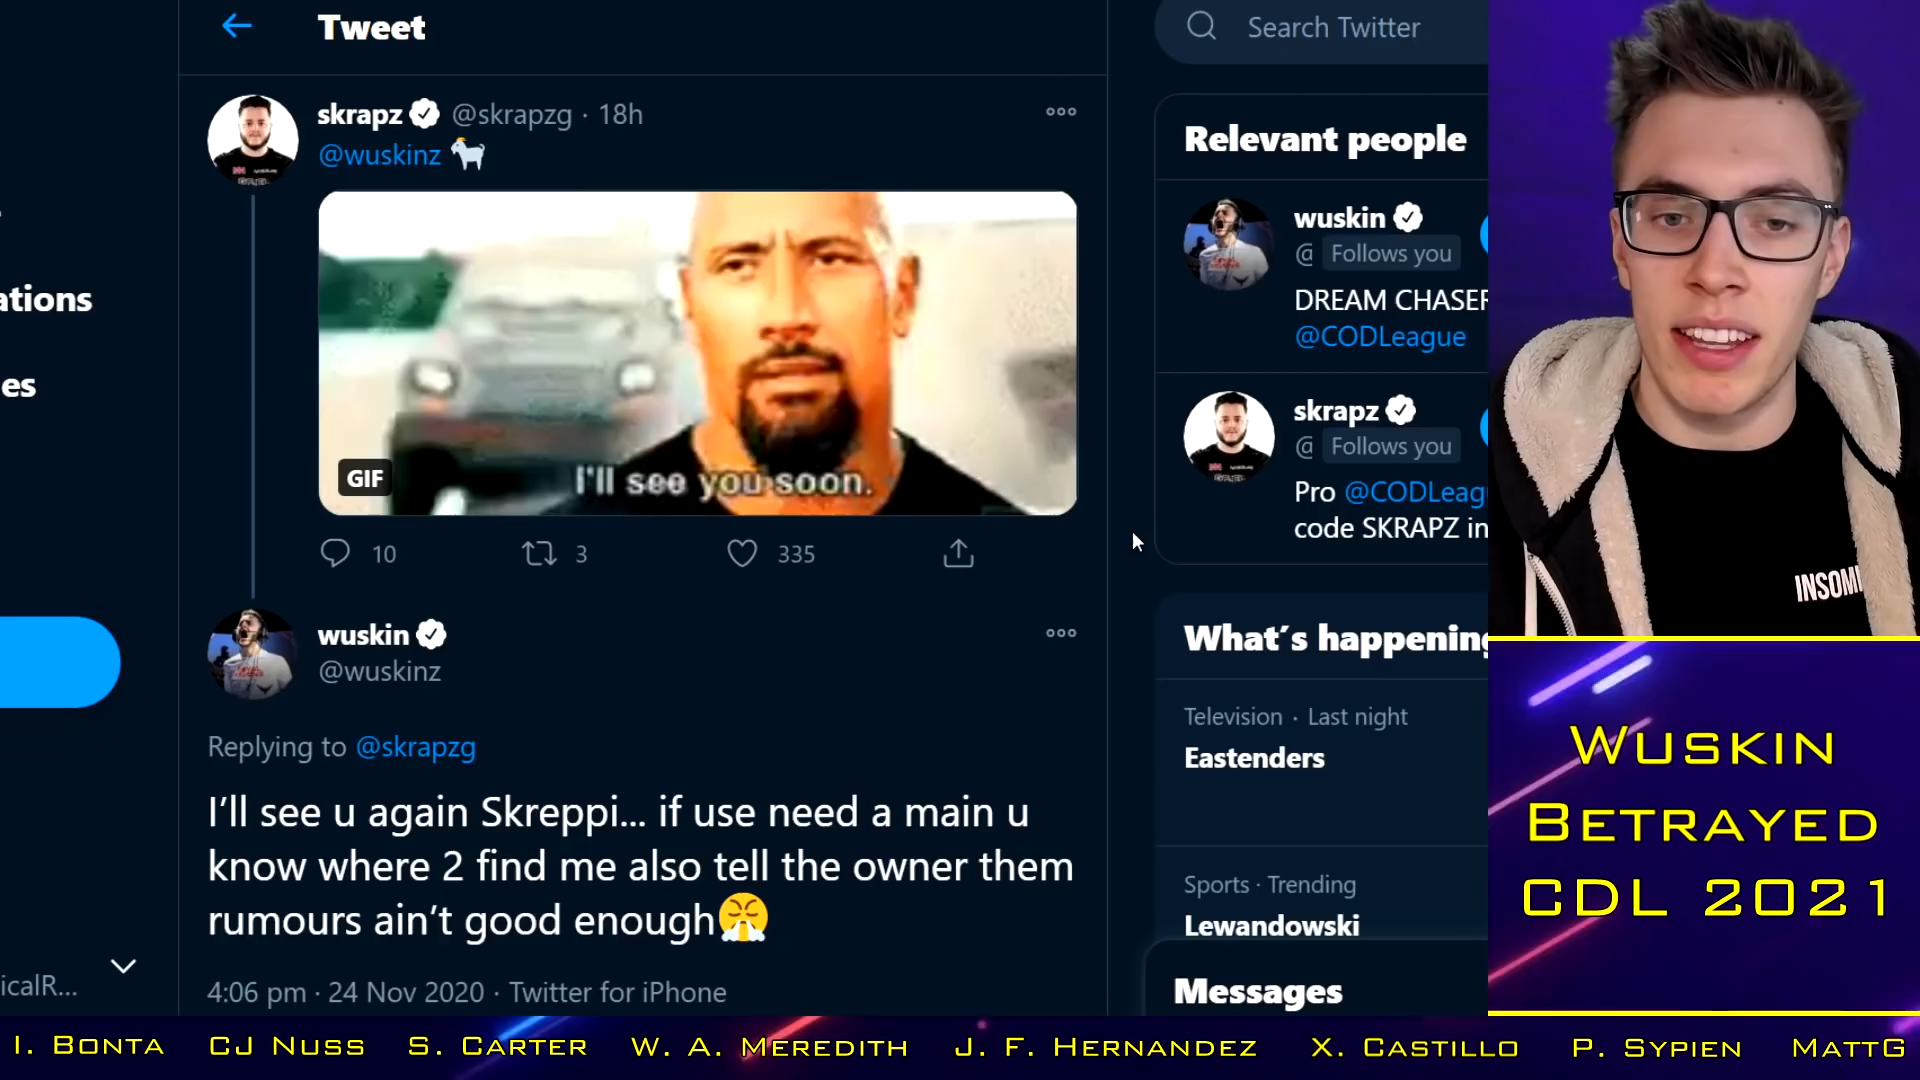 Tweet
Search Twitter
skrapz @skrapzg · 18h
@wuskinz
I'll see you soon.
GIF
10 3 335
wuskin
@wuskinz
Replying to @skrapzg
I’ll see u again Skreppi... if use need a main u
know where 2 find me also tell the owner them
rumours ain’t good enough
4:06 pm · 24 Nov 2020 · Twitter for iPhone
ations
es
icalR...
Relevant people
wuskin
@ Follows you
DREAM CHASER
@CODLeague
skrapz
@ Follows you
Pro @CODLeag
code SKRAPZ in
What´s happening
Television · Last night
Eastenders
Sports · Trending
Lewandowski
Messages
INSOM
Wuskin
Betrayed
CDL 2021
I. Bonta CJ Nuss S. Carter W. A. Meredith J. F. Hernandez X. Castillo P. Sypien MattG